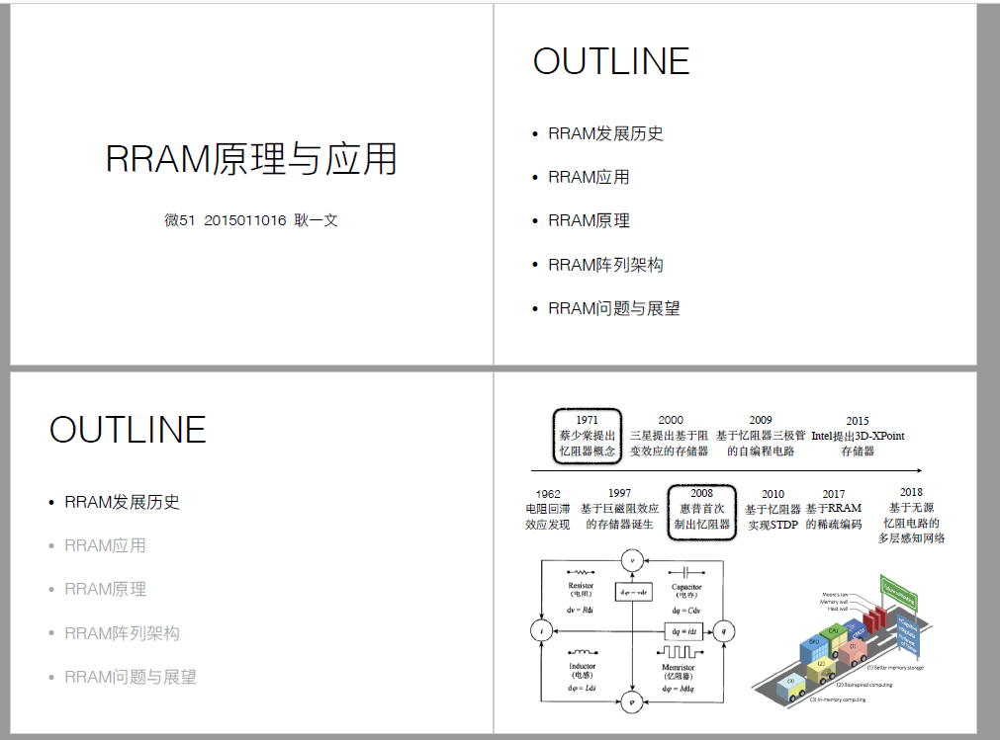 RRAM原理与应用
微51 2015011016 耿一文
OUTLINE
• RRAM发展历史
• RRAM应用
• RRAM原理
• RRAM阵列架构
• RRAM问题与展望
OUTLINE
• RRAM发展历史
• RRAM应用
• RRAM原理
• RRAM阵列架构
• RRAM问题与展望
1971
蔡少棠提出
忆阻器概念
2000
三星提出基于阻
变效应的存储器
2009
基于忆阻器三极管
的自编程电路
2015
Intel提出3D-XPoint
存储器
1962
电阻回滞
效应发现
1997
基于巨磁阻效应
的存储器诞生
2008
惠普首次
制出忆阻器
2010
基于忆阻器
实现STDP
2017
基于RRAM
的稀疏编码
2018
基于无源
忆阻电路的
多层感知网络
v
Resistor
(电阻)
dv = Rdi
Capacitor
(电容)
dq = Cdv
dφ = vdt
i
dq = idt
q
Inductor
(电感)
dφ = Ldi
Memristor
(忆阻器)
dφ = Mdq
φ
Future computing
Moore's law
Memory wall
Heat wall
GPU
CPU
(1)
(2)
(3)
(1) Better memory storage
(2) Bioinspired computing
(3) In-memory computing